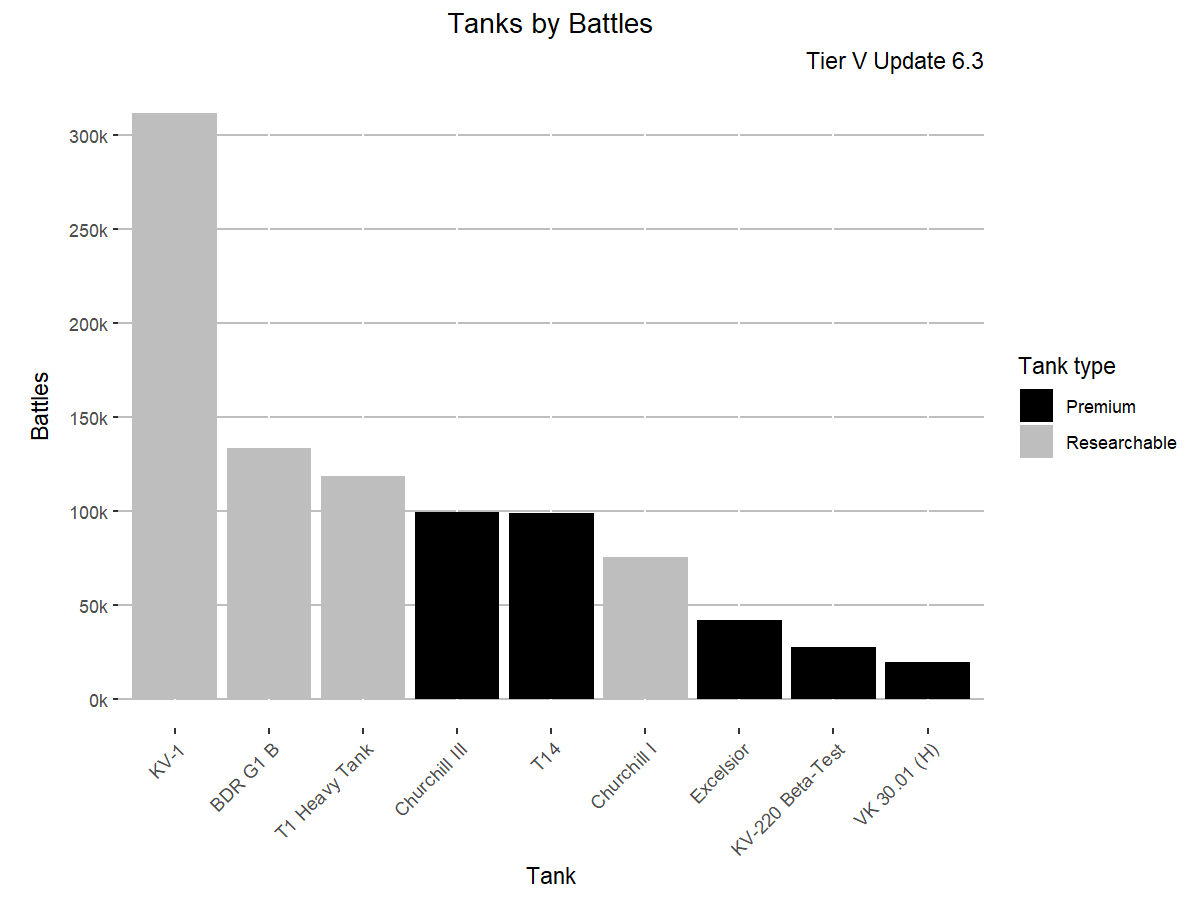 Tanks by Battles
Tier V Update 6.3
300k
250k
200k
150k
100k
50k
0k
Battles
KV-1
BDR G1 B
T1 Heavy Tank
Churchill III
T14
Churchill I
Excelsior
KV-220 Beta-Test
VK 30.01 (H)
Tank
Tank type
Premium
Researchable